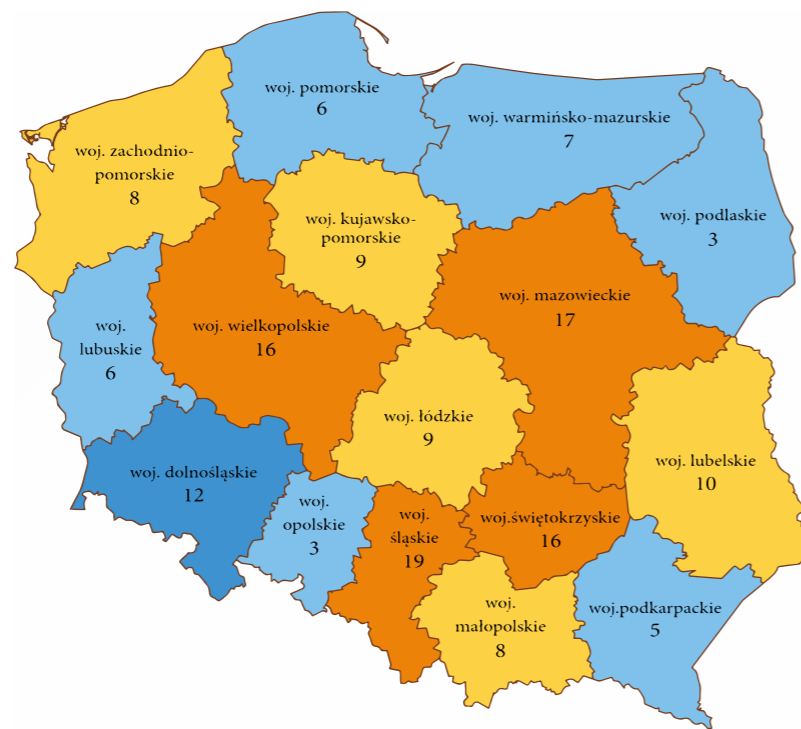 woj. pomorskie
6
woj. warmińsko-mazurskie
7
woj. zachodnio-
pomorskie
8
woj. podlaskie
3
woj. kujawsko-
pomorskie
9
woj. mazowieckie
17
woj. wielkopolskie
16
woj.
lubuskie
6
woj. łódzkie
9
woj. lubelskie
10
woj. dolnośląskie
12
woj.
opolskie
3
woj.
śląskie
19
woj.świętokrzyskie
16
woj.
małopolskie
8
woj.podkarpackie
5